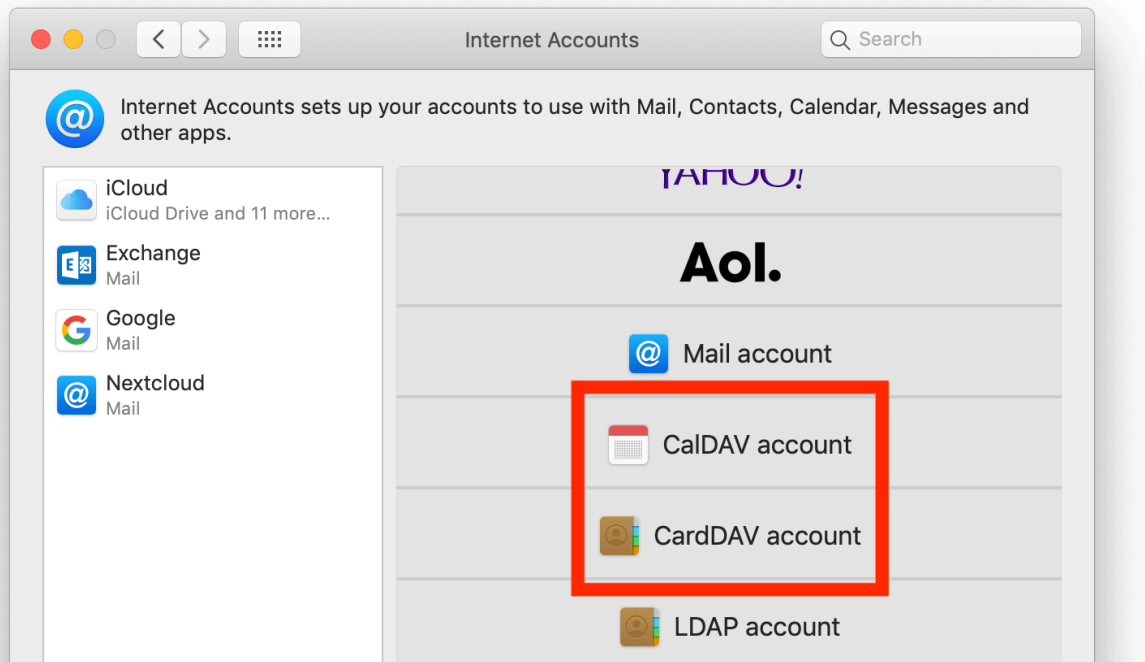 Internet Accounts
Search
Internet Accounts sets up your accounts to use with Mail, Contacts, Calendar, Messages and
other apps.
iCloud
iCloud Drive and 11 more...
Exchange
Mail
Google
Mail
Nextcloud
Mail
YAHOO!
Aol.
Mail account
CalDAV account
CardDAV account
LDAP account